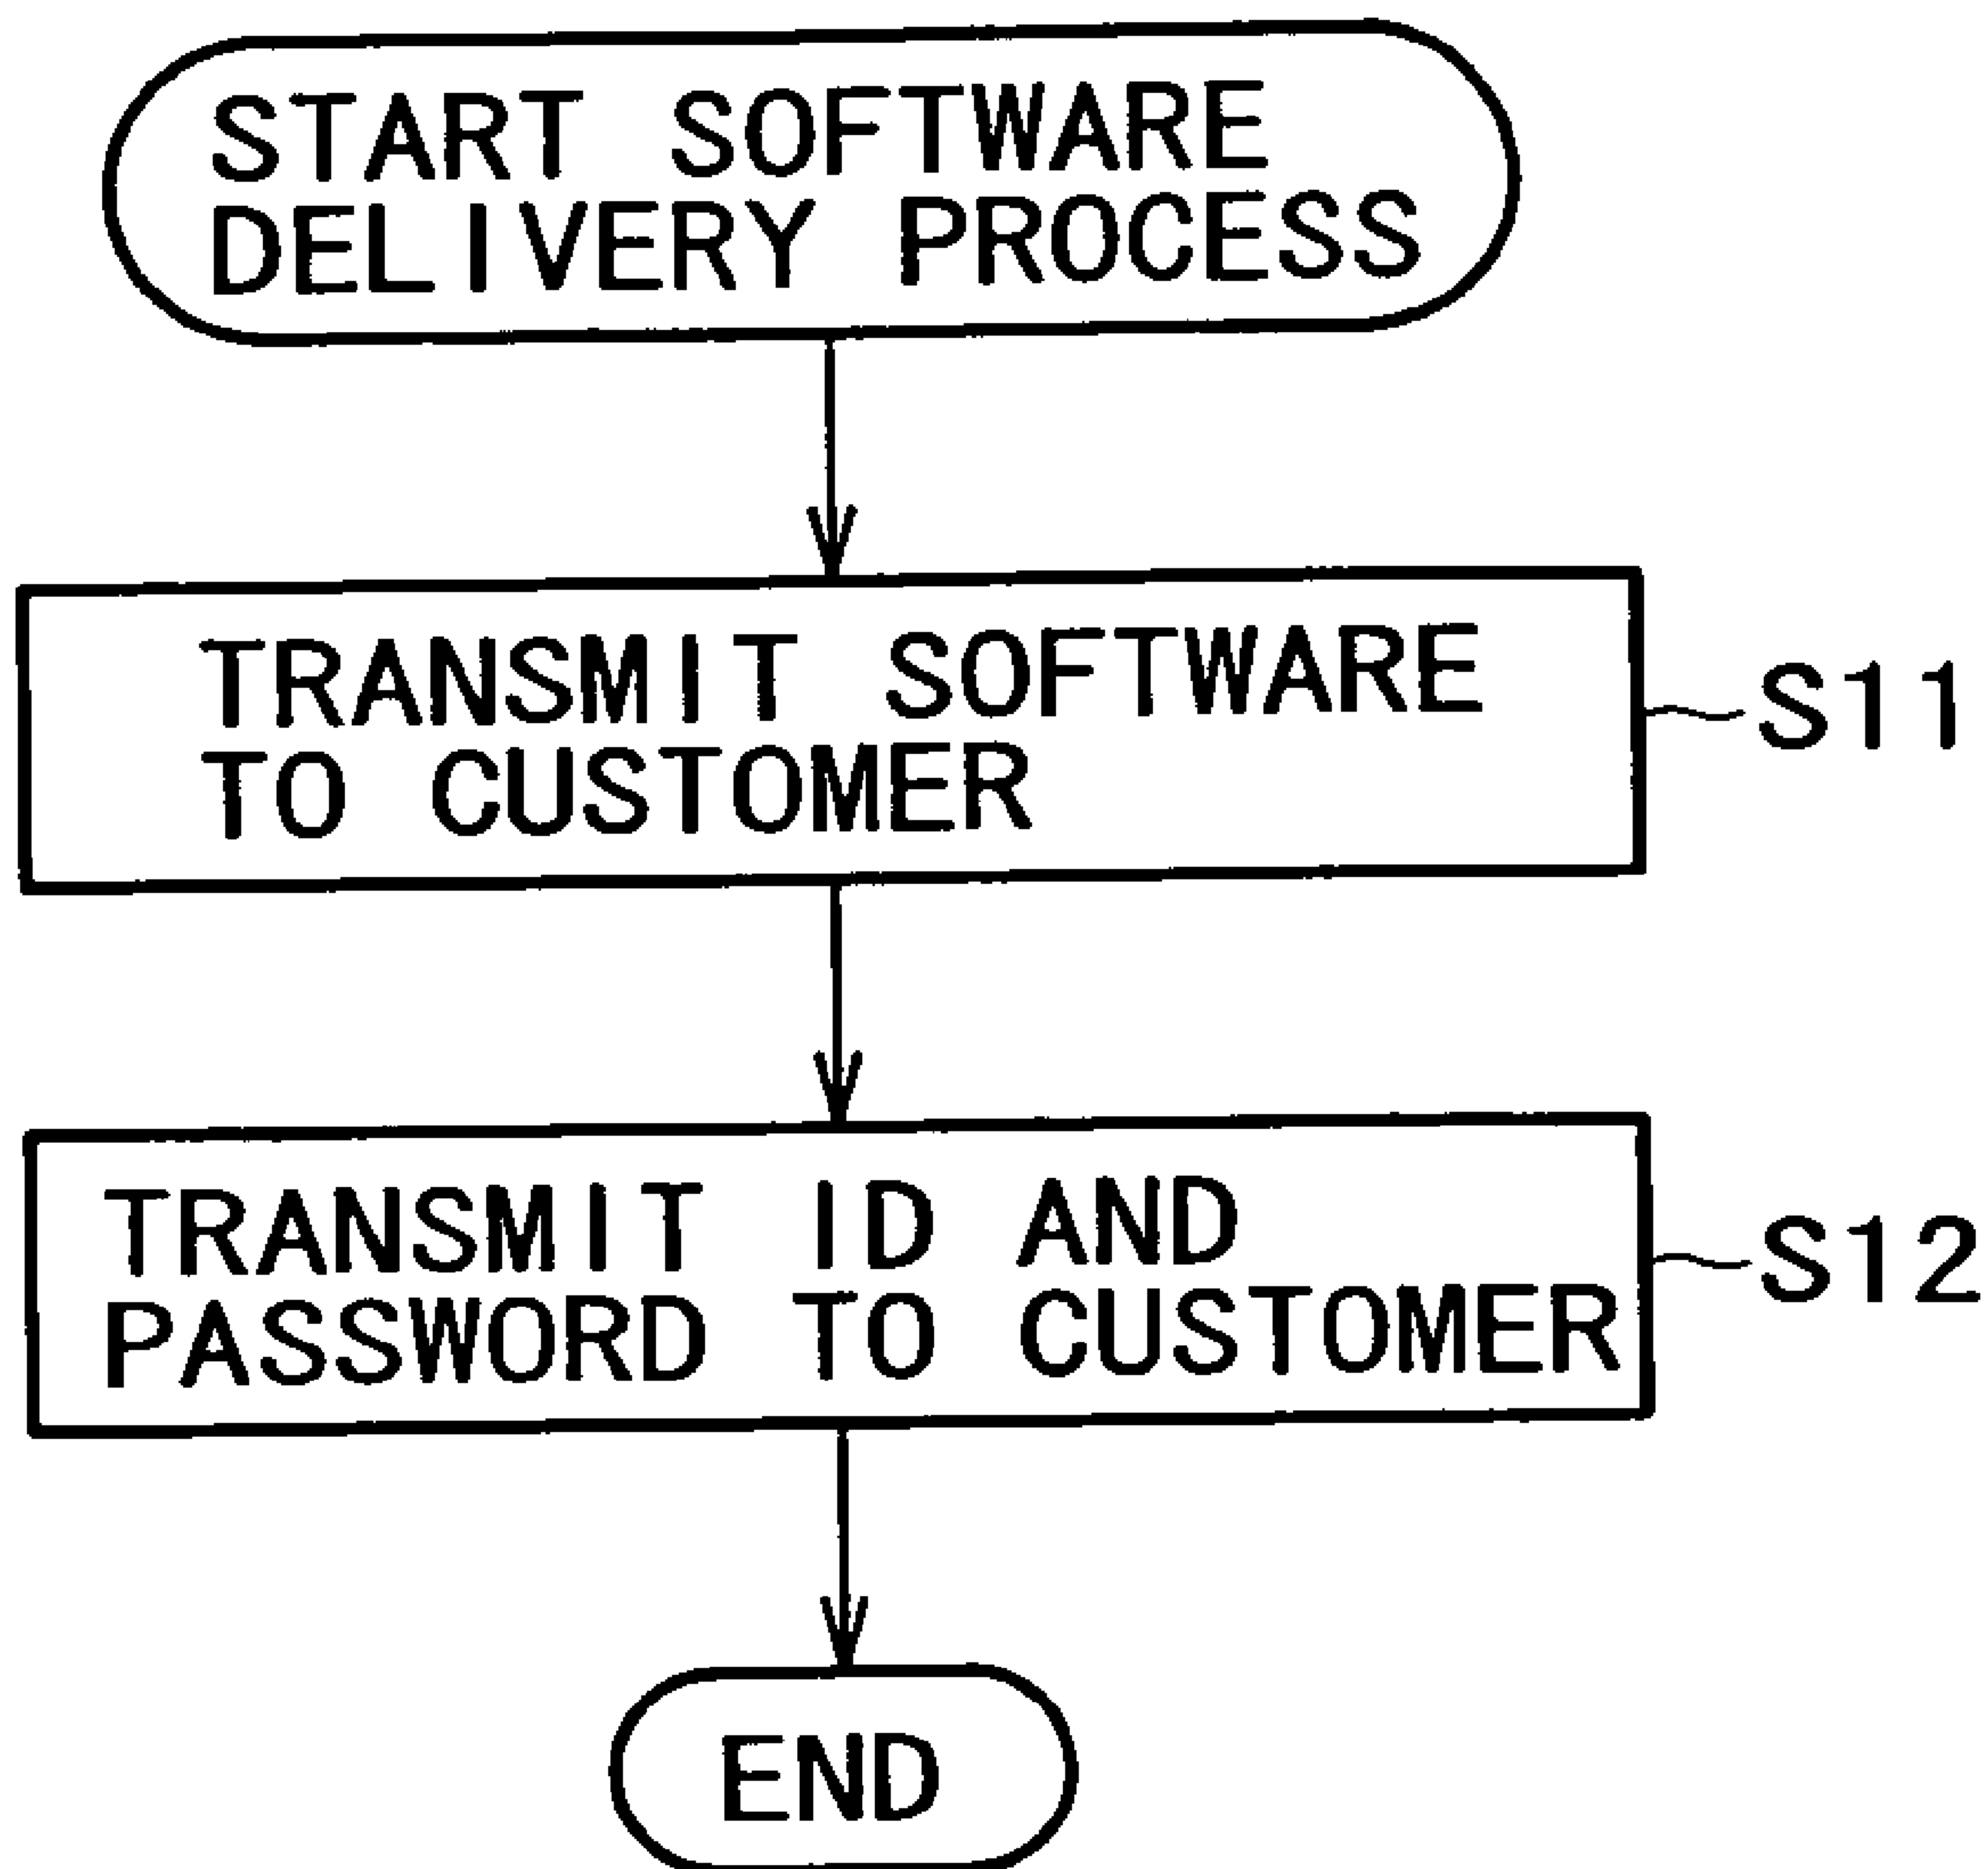 START SOFTWARE
DELIVERY PROCESS
TRANSMIT SOFTWARE
TO CUSTOMER
S11
TRANSMIT ID AND
PASSWORD TO CUSTOMER
S12
END